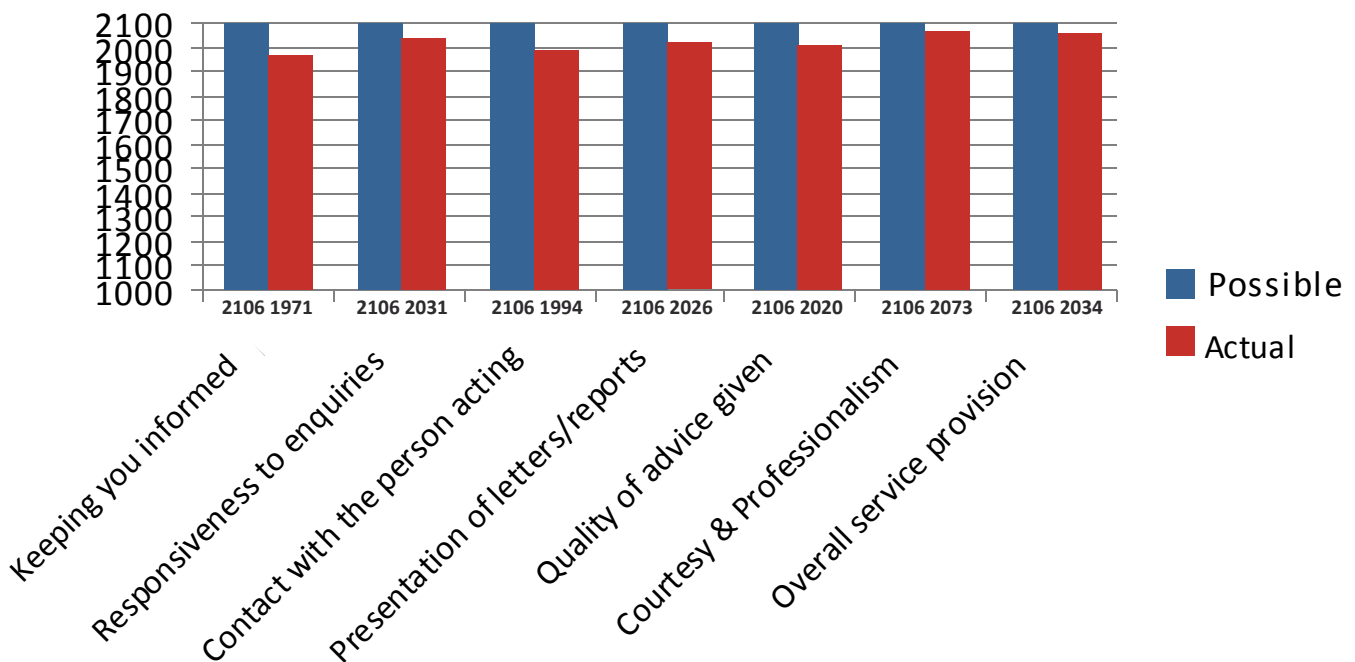 2100
2000
1900
1800
1700
1600
1500
1400
1300
1200
1100
1000
2106 1971
2106 2031
2106 1994
2106 2026
2106 2020
2106 2073
2106 2034
Keeping you informed
Responsiveness to enquiries
Contact with the person acting
Presentation of letters/reports
Quality of advice given
Courtesy & Professionalism
Overall service provision
Possible
Actual